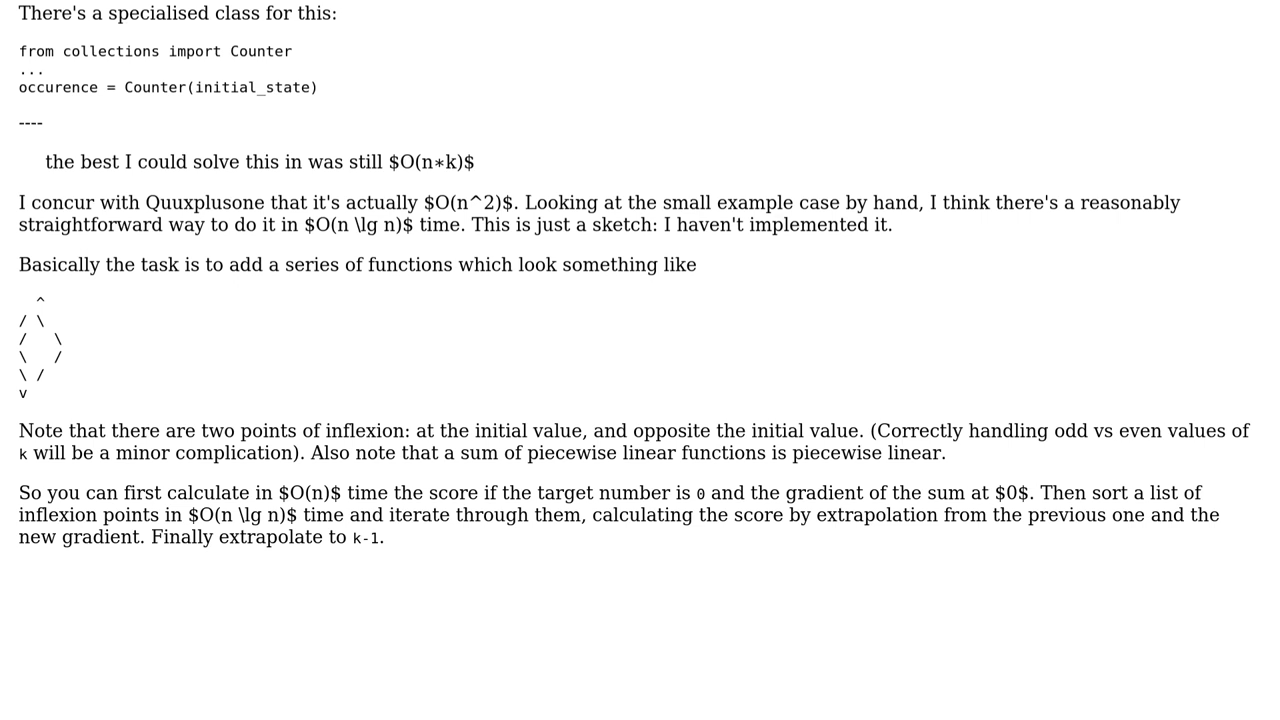 There's a specialised class for this:
from collections import Counter
...
occurence = Counter(initial_state)
----
the best I could solve this in was still $O(n*k)$
I concur with Quuxplusone that it's actually $O(n^2)$. Looking at the small example case by hand, I think there's a reasonably
straightforward way to do it in $O(n \lg n)$ time. This is just a sketch: I haven't implemented it.
Basically the task is to add a series of functions which look something like
  ^
/ \
/   \
\   /
\ /
v
Note that there are two points of inflexion: at the initial value, and opposite the initial value. (Correctly handling odd vs even values of
k will be a minor complication). Also note that a sum of piecewise linear functions is piecewise linear.
So you can first calculate in $O(n)$ time the score if the target number is 0 and the gradient of the sum at $0$. Then sort a list of
inflexion points in $O(n \lg n)$ time and iterate through them, calculating the score by extrapolation from the previous one and the
new gradient. Finally extrapolate to k-1.